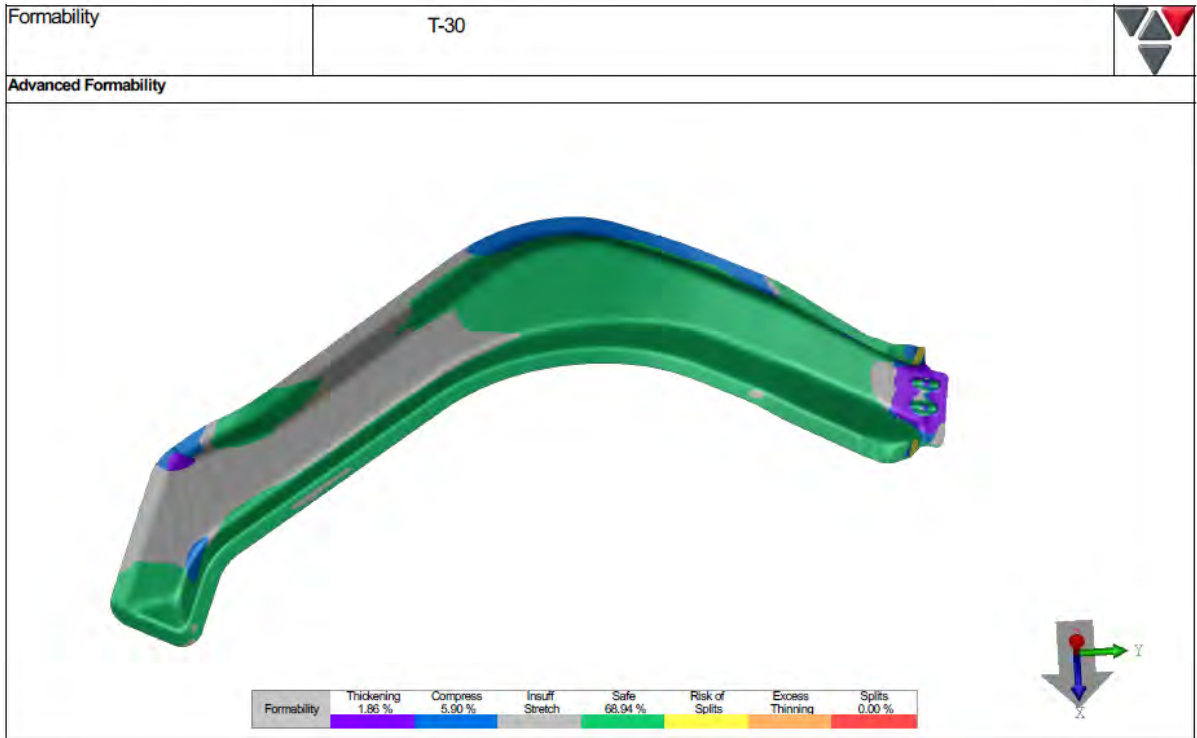 Formability
T-30
Advanced Formability
Y
X
Formability
Thickening
1.86 %
Compress
5.90 %
Insuff
Stretch
Safe
68.94 %
Risk of
Splits
Excess
Thinning
Splits
0.00 %